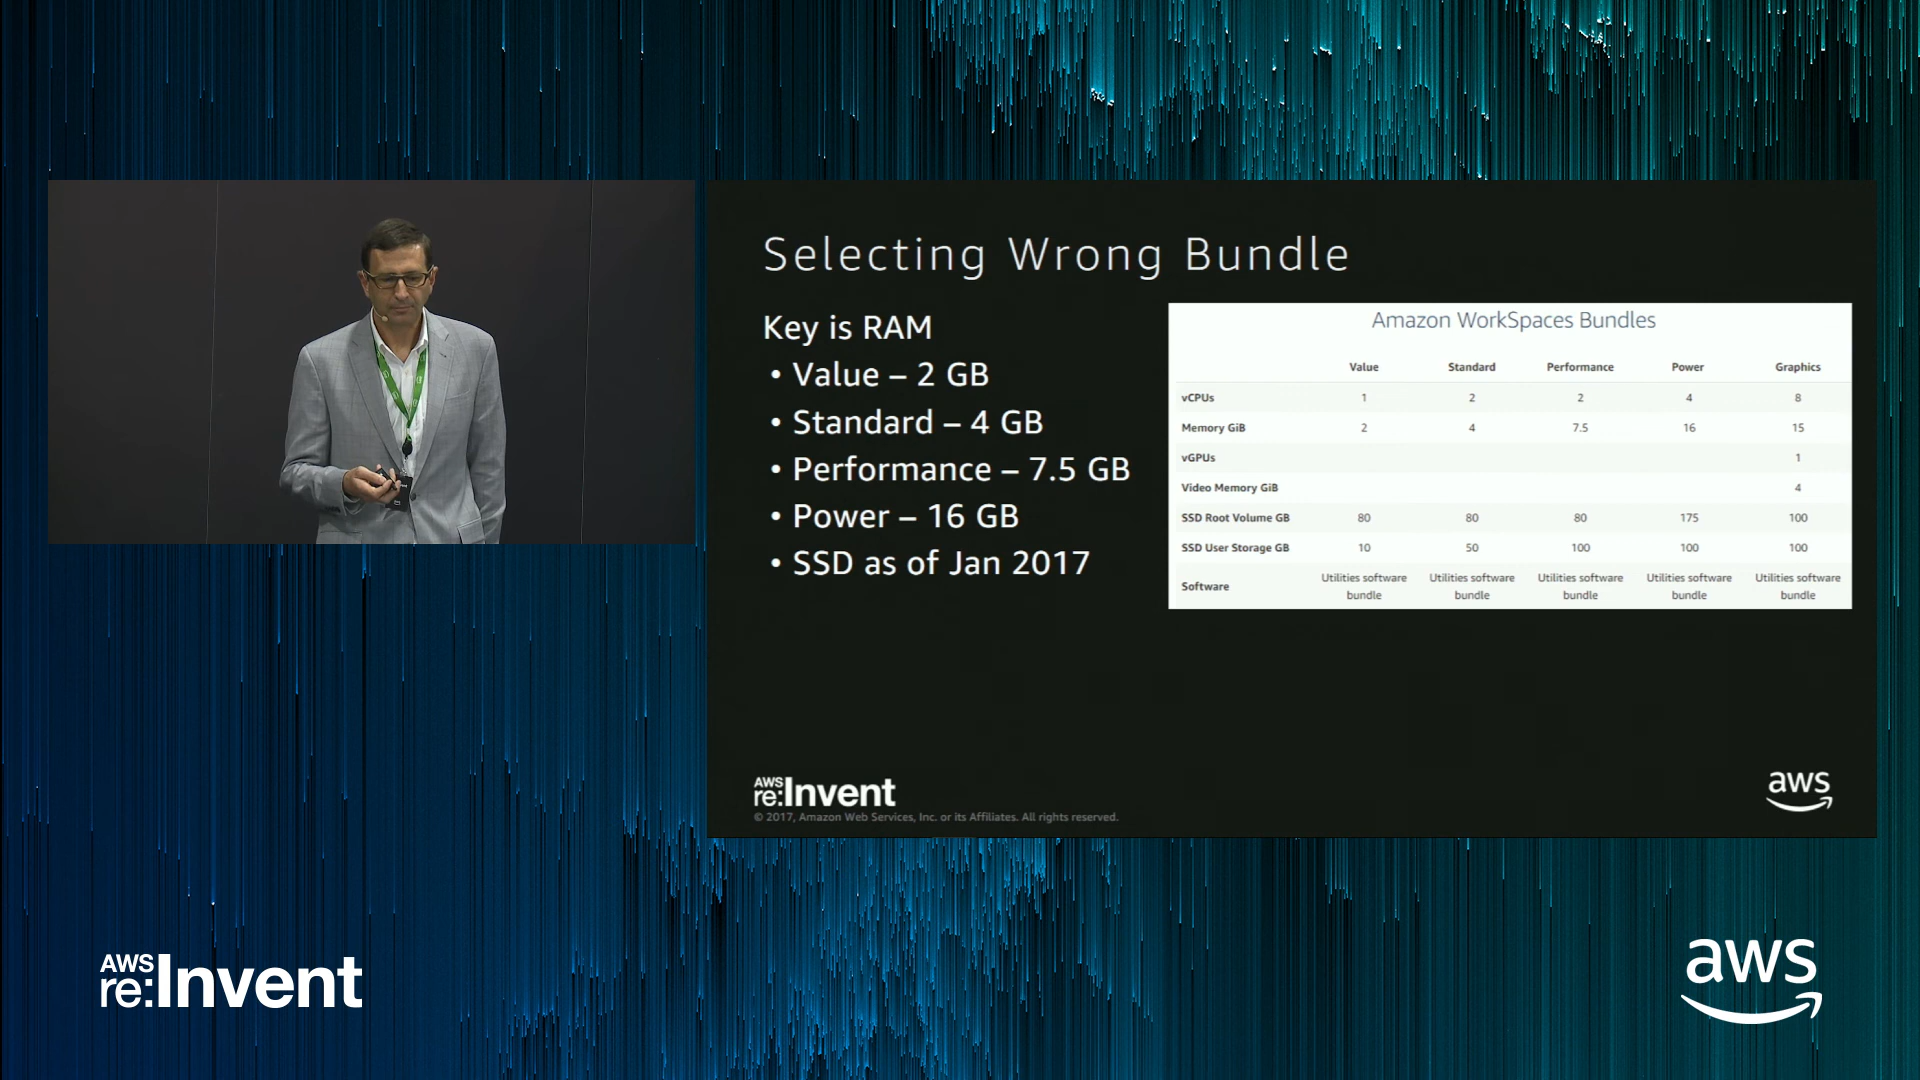 Selecting Wrong Bundle
Key is RAM
• Value – 2 GB
• Standard – 4 GB
• Performance – 7.5 GB
• Power – 16 GB
• SSD as of Jan 2017
Amazon WorkSpaces Bundles
Value Standard Performance Power Graphics
vCPUs 1 2 2 4 8
Memory GiB 2 4 7.5 16 15
vGPUs 1
Video Memory GiB 4
SSD Root Volume GB 80 80 80 175 100
SSD User Storage GB 10 50 100 100 100
Software Utilities software bundle Utilities software bundle Utilities software bundle Utilities software bundle Utilities software bundle
AWS
re:Invent
© 2017, Amazon Web Services, Inc. or its Affiliates. All rights reserved.
aws
AWS
re:Invent
aws